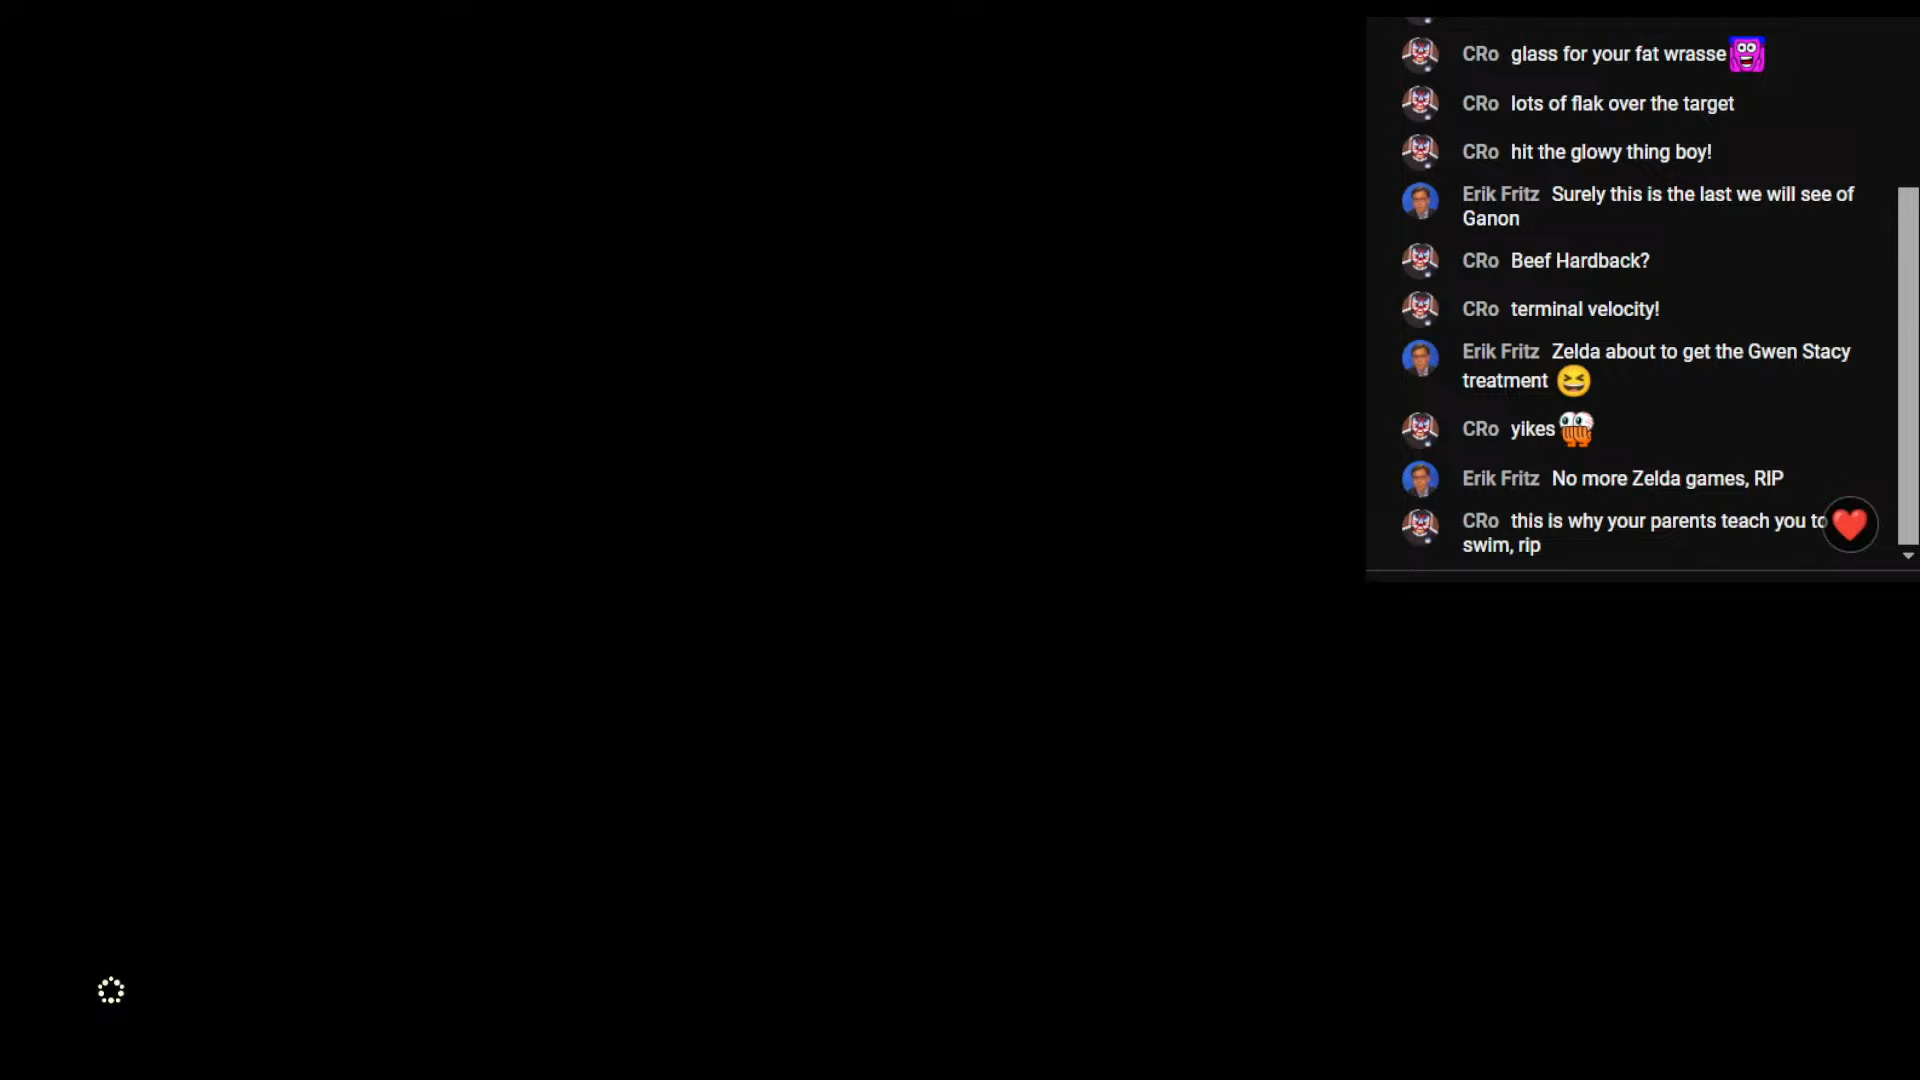 CRo glass for your fat wrasse
CRo lots of flak over the target
CRo hit the glowy thing boy!
Erik Fritz Surely this is the last we will see of
Ganon
CRo Beef Hardback?
CRo terminal velocity!
Erik Fritz Zelda about to get the Gwen Stacy
treatment
CRo yikes
Erik Fritz No more Zelda games, RIP
CRo this is why your parents teach you to
swim, rip